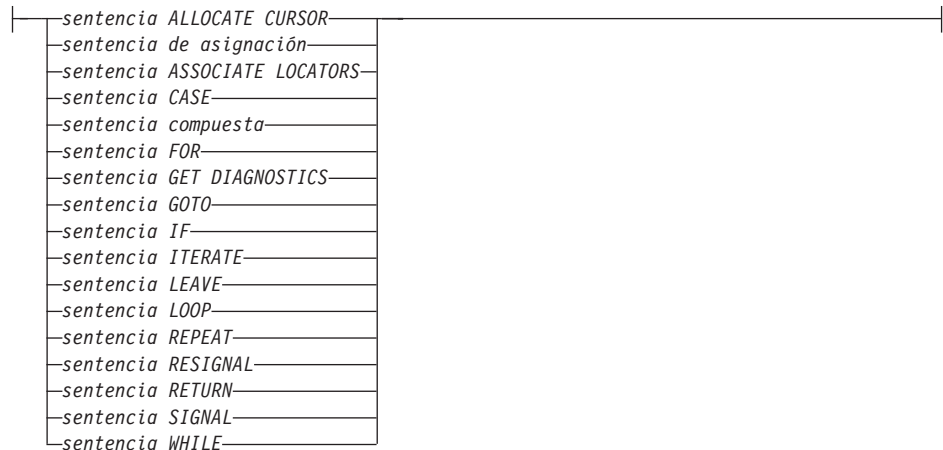 sentencia ALLOCATE CURSOR
sentencia de asignación
sentencia ASSOCIATE LOCATORS
sentencia CASE
sentencia compuesta
sentencia FOR
sentencia GET DIAGNOSTICS
sentencia GOTO
sentencia IF
sentencia ITERATE
sentencia LEAVE
sentencia LOOP
sentencia REPEAT
sentencia RESIGNAL
sentencia RETURN
sentencia SIGNAL
sentencia WHILE